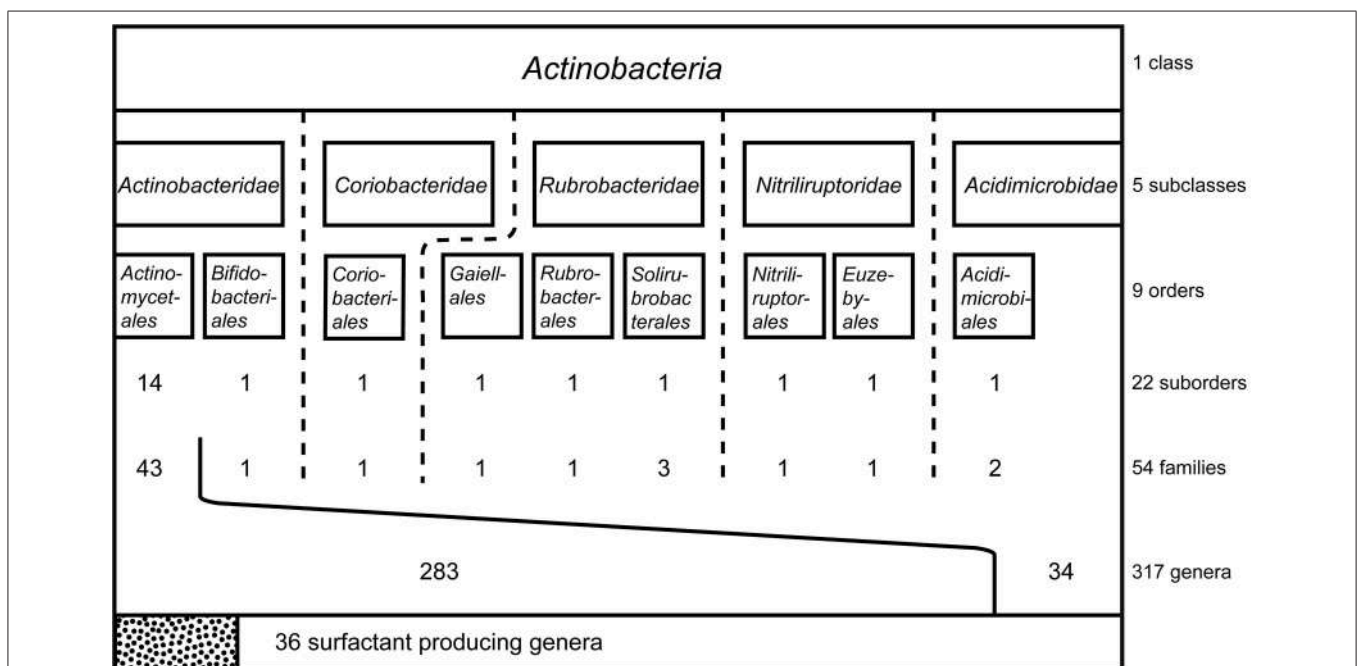 Actinobacteria
1 class
Actinobacteridae
Coriobacteridae
Rubrobacteridae
Nitriliruptoridae
Acidimicrobidae
5 subclasses
Actino-
mycet-
ales
Bifido-
bacteri-
ales
Corio-
bacteri-
ales
Gaiell-
ales
Rubro-
bacter-
ales
Soliru-
brobac
terales
Nitrili-
ruptor-
ales
Euze-
by-
ales
Acidi-
microbi-
ales
9 orders
14 1 1 1 1 1 1 1 1 22 suborders
43 1 1 1 1 3 1 1 2 54 families
283 34 317 genera
36 surfactant producing genera